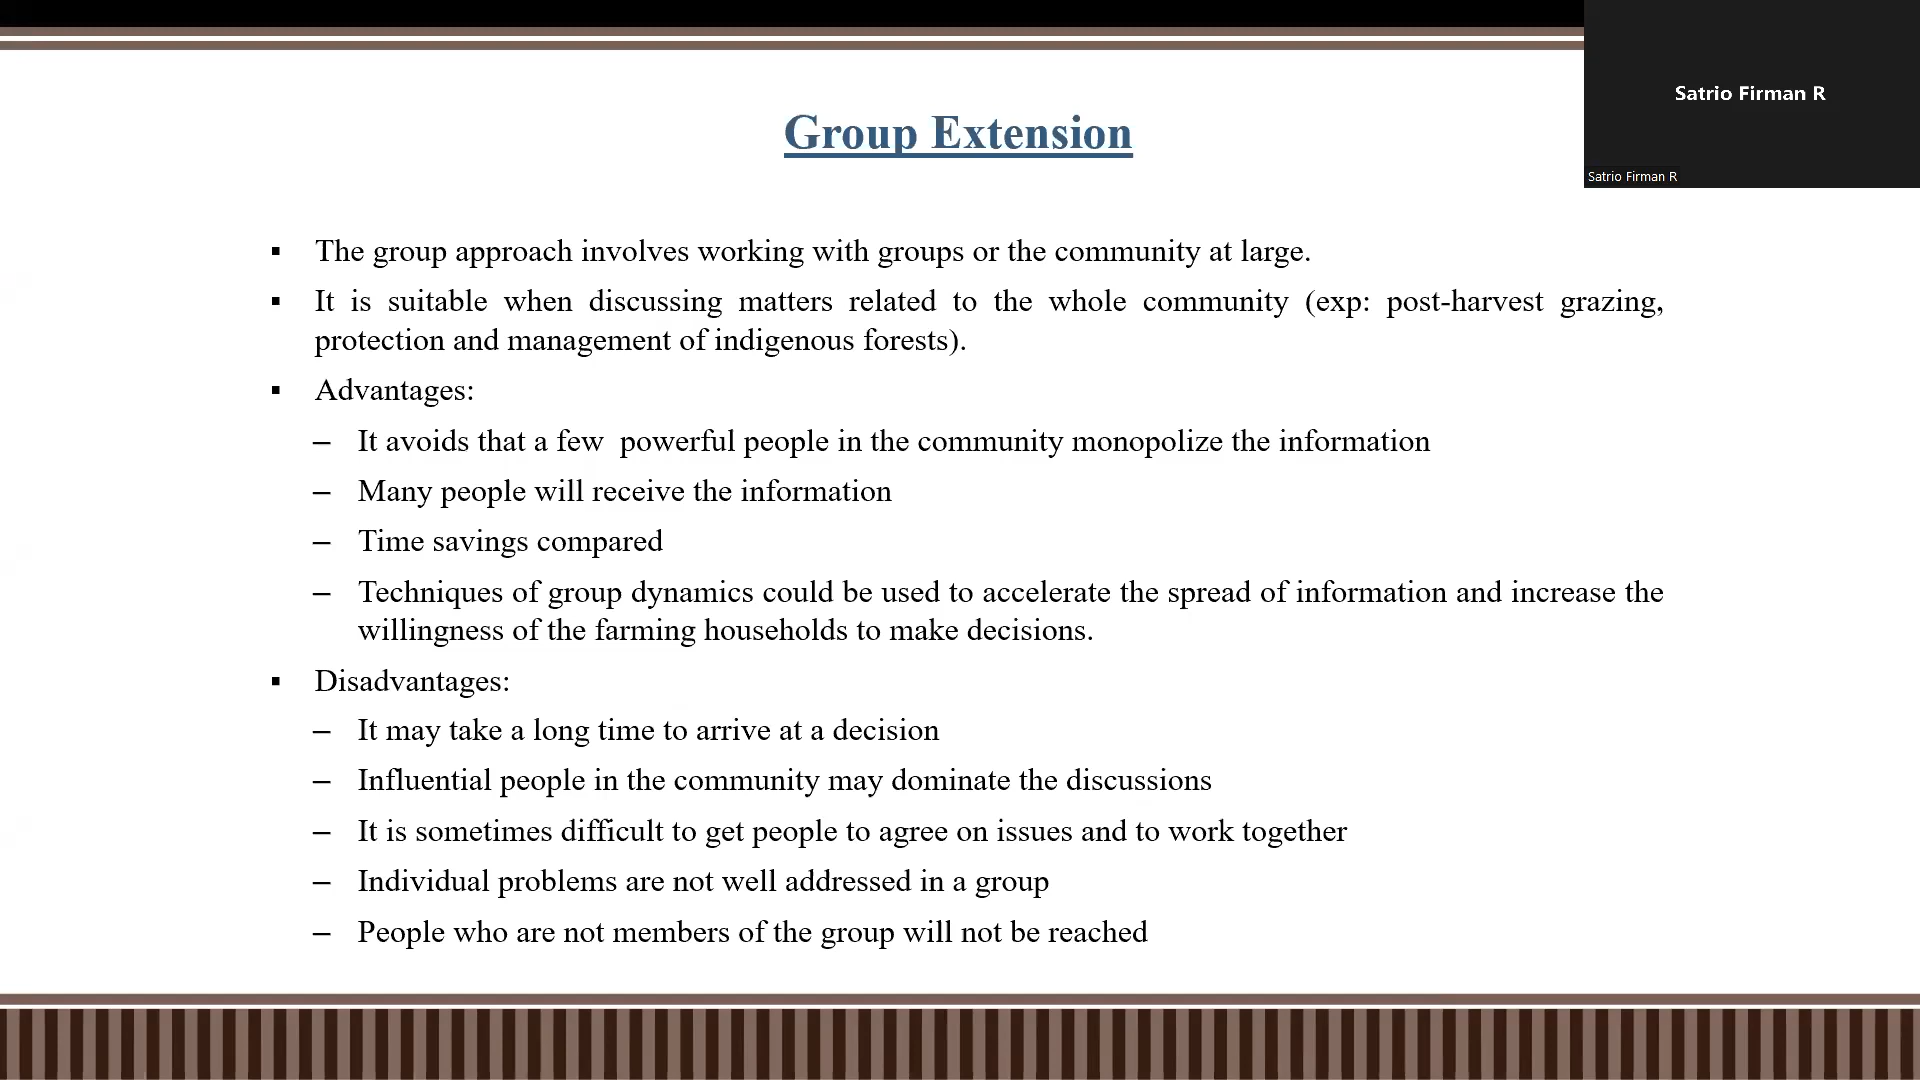 Satrio Firman R
Satrio Firman R
Group Extension
▪ The group approach involves working with groups or the community at large.
▪ It is suitable when discussing matters related to the whole community (exp: post-harvest grazing,
protection and management of indigenous forests).
▪ Advantages:
– It avoids that a few  powerful people in the community monopolize the information
– Many people will receive the information
– Time savings compared
– Techniques of group dynamics could be used to accelerate the spread of information and increase the
willingness of the farming households to make decisions.
▪ Disadvantages:
– It may take a long time to arrive at a decision
– Influential people in the community may dominate the discussions
– It is sometimes difficult to get people to agree on issues and to work together
– Individual problems are not well addressed in a group
– People who are not members of the group will not be reached